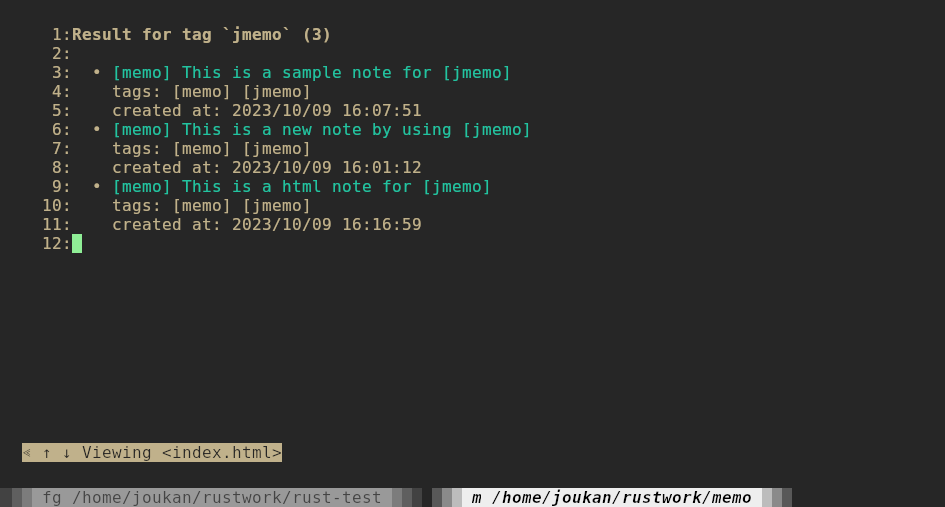 1:Result for tag `jmemo` (3)
2:
3:  • [memo] This is a sample note for [jmemo]
4:    tags: [memo] [jmemo]
5:    created at: 2023/10/09 16:07:51
6:  • [memo] This is a new note by using [jmemo]
7:    tags: [memo] [jmemo]
8:    created at: 2023/10/09 16:01:12
9:  • [memo] This is a html note for [jmemo]
10:    tags: [memo] [jmemo]
11:    created at: 2023/10/09 16:16:59
12:
⪡ ↑ ↓ Viewing <index.html>
fg /home/joukan/rustwork/rust-test m /home/joukan/rustwork/memo